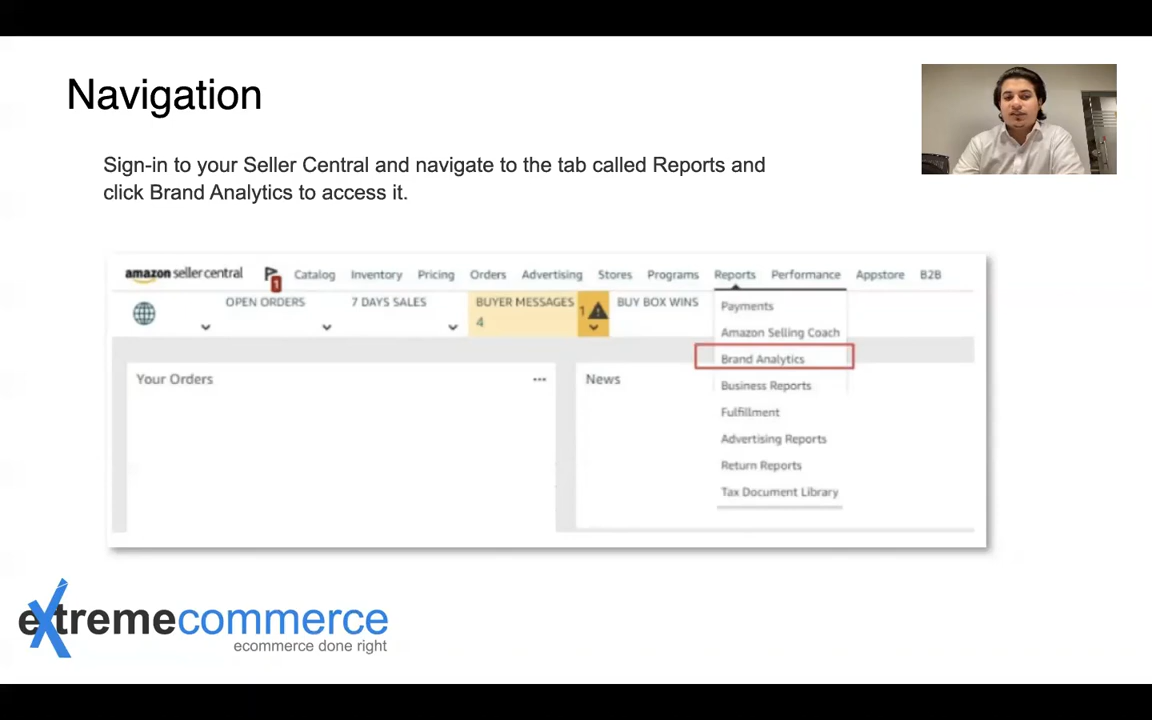 Navigation
Sign-in to your Seller Central and navigate to the tab called Reports and
click Brand Analytics to access it.
amazon seller central 1 Catalog Inventory Pricing Orders Advertising Stores Programs Reports Performance Appstore B2B
OPEN ORDERS 7 DAYS SALES BUYER MESSAGES 1 BUY BOX WINS
4
Payments
Amazon Selling Coach
Brand Analytics
Your Orders ... News
Business Reports
Fulfillment
Advertising Reports
Return Reports
Tax Document Library
extremecommerce
ecommerce done right